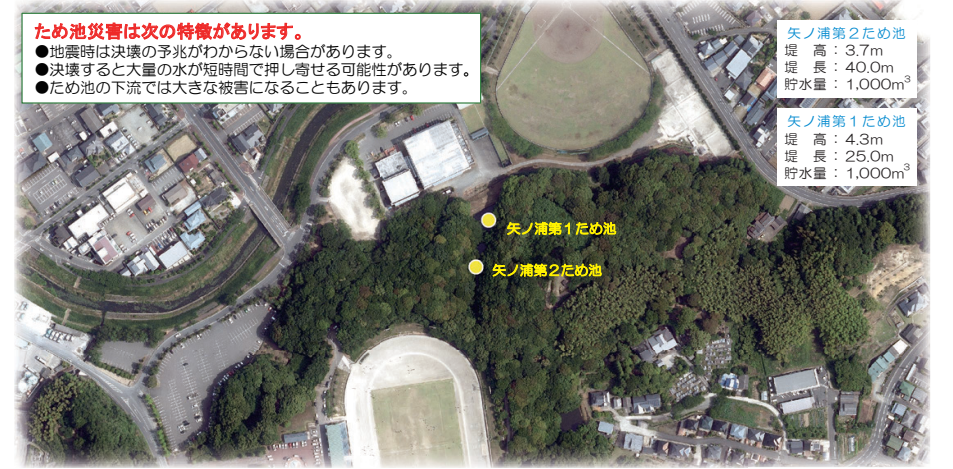 ため池災害は次の特徴があります。
●地震時は決壊の予兆がわからない場合があります。
●決壊すると大量の水が短時間で押し寄せる可能性があります。
●ため池の下流では大きな被害になることもあります。
矢ノ浦第２ため池
堤　高：3.7m
堤　長：40.0m
貯水量：1,000m³
矢ノ浦第１ため池
堤　高：4.3m
堤　長：25.0m
貯水量：1,000m³
矢ノ浦第１ため池
矢ノ浦第２ため池